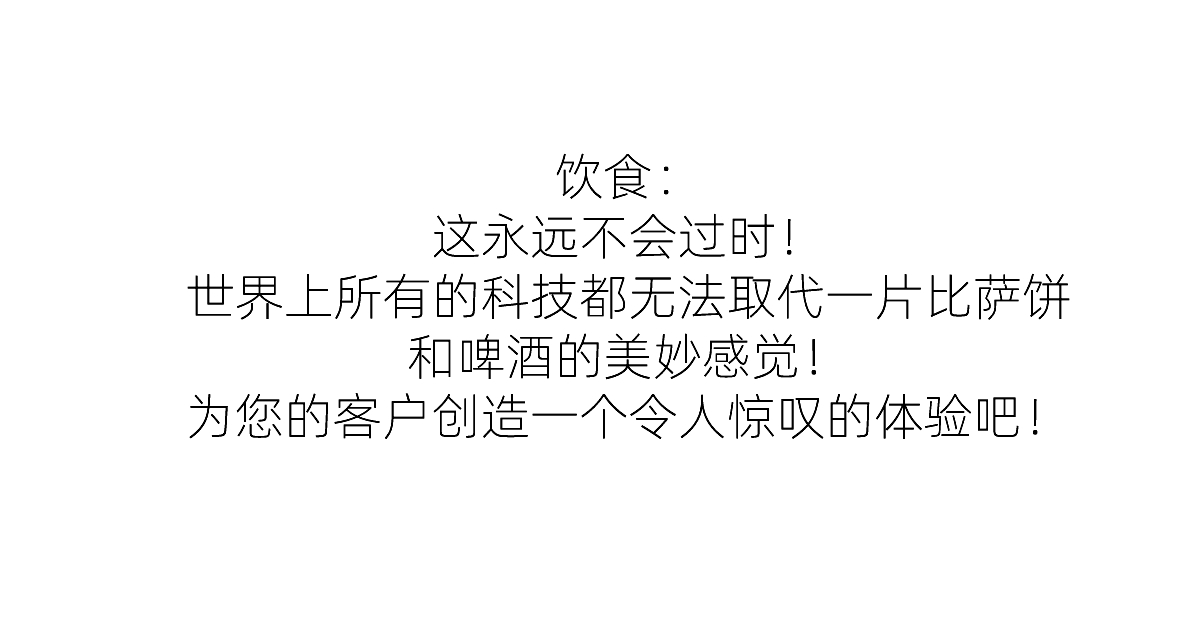 饮食：
这永远不会过时！
世界上所有的科技都无法取代一片比萨饼
和啤酒的美妙感觉！
为您的客户创造一个令人惊叹的体验吧！